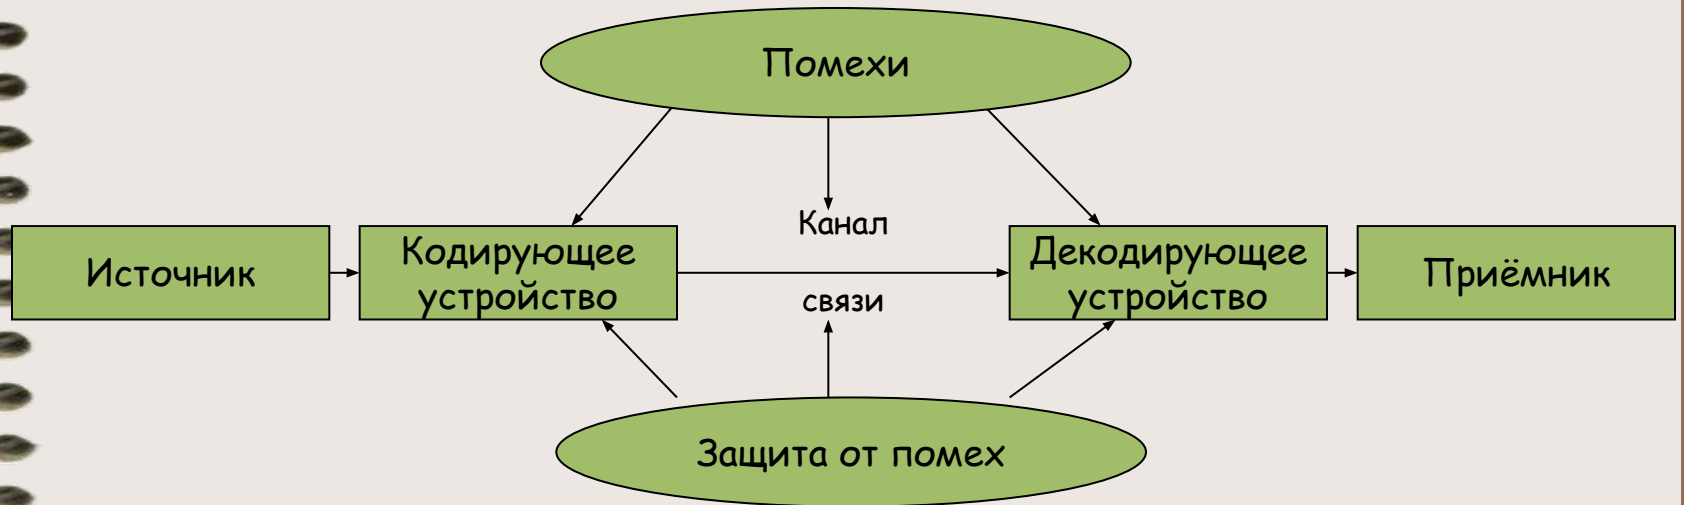 Помехи
Канал
Источник
Кодирующее
устройство
связи
Декодирующее
устройство
Приёмник
Защита от помех